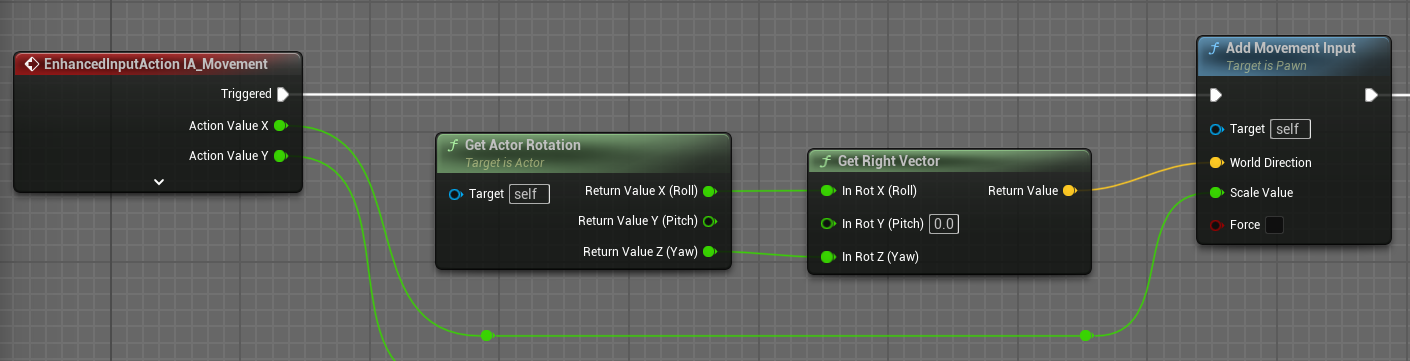 EnhancedInputAction IA_Movement
Triggered
Action Value X
Action Value Y
Get Actor Rotation
Target is Actor
Target self
Return Value X (Roll)
Return Value Y (Pitch)
Return Value Z (Yaw)
Get Right Vector
In Rot X (Roll)
Return Value
In Rot Y (Pitch) 0.0
In Rot Z (Yaw)
Add Movement Input
Target is Pawn
Target self
World Direction
Scale Value
Force